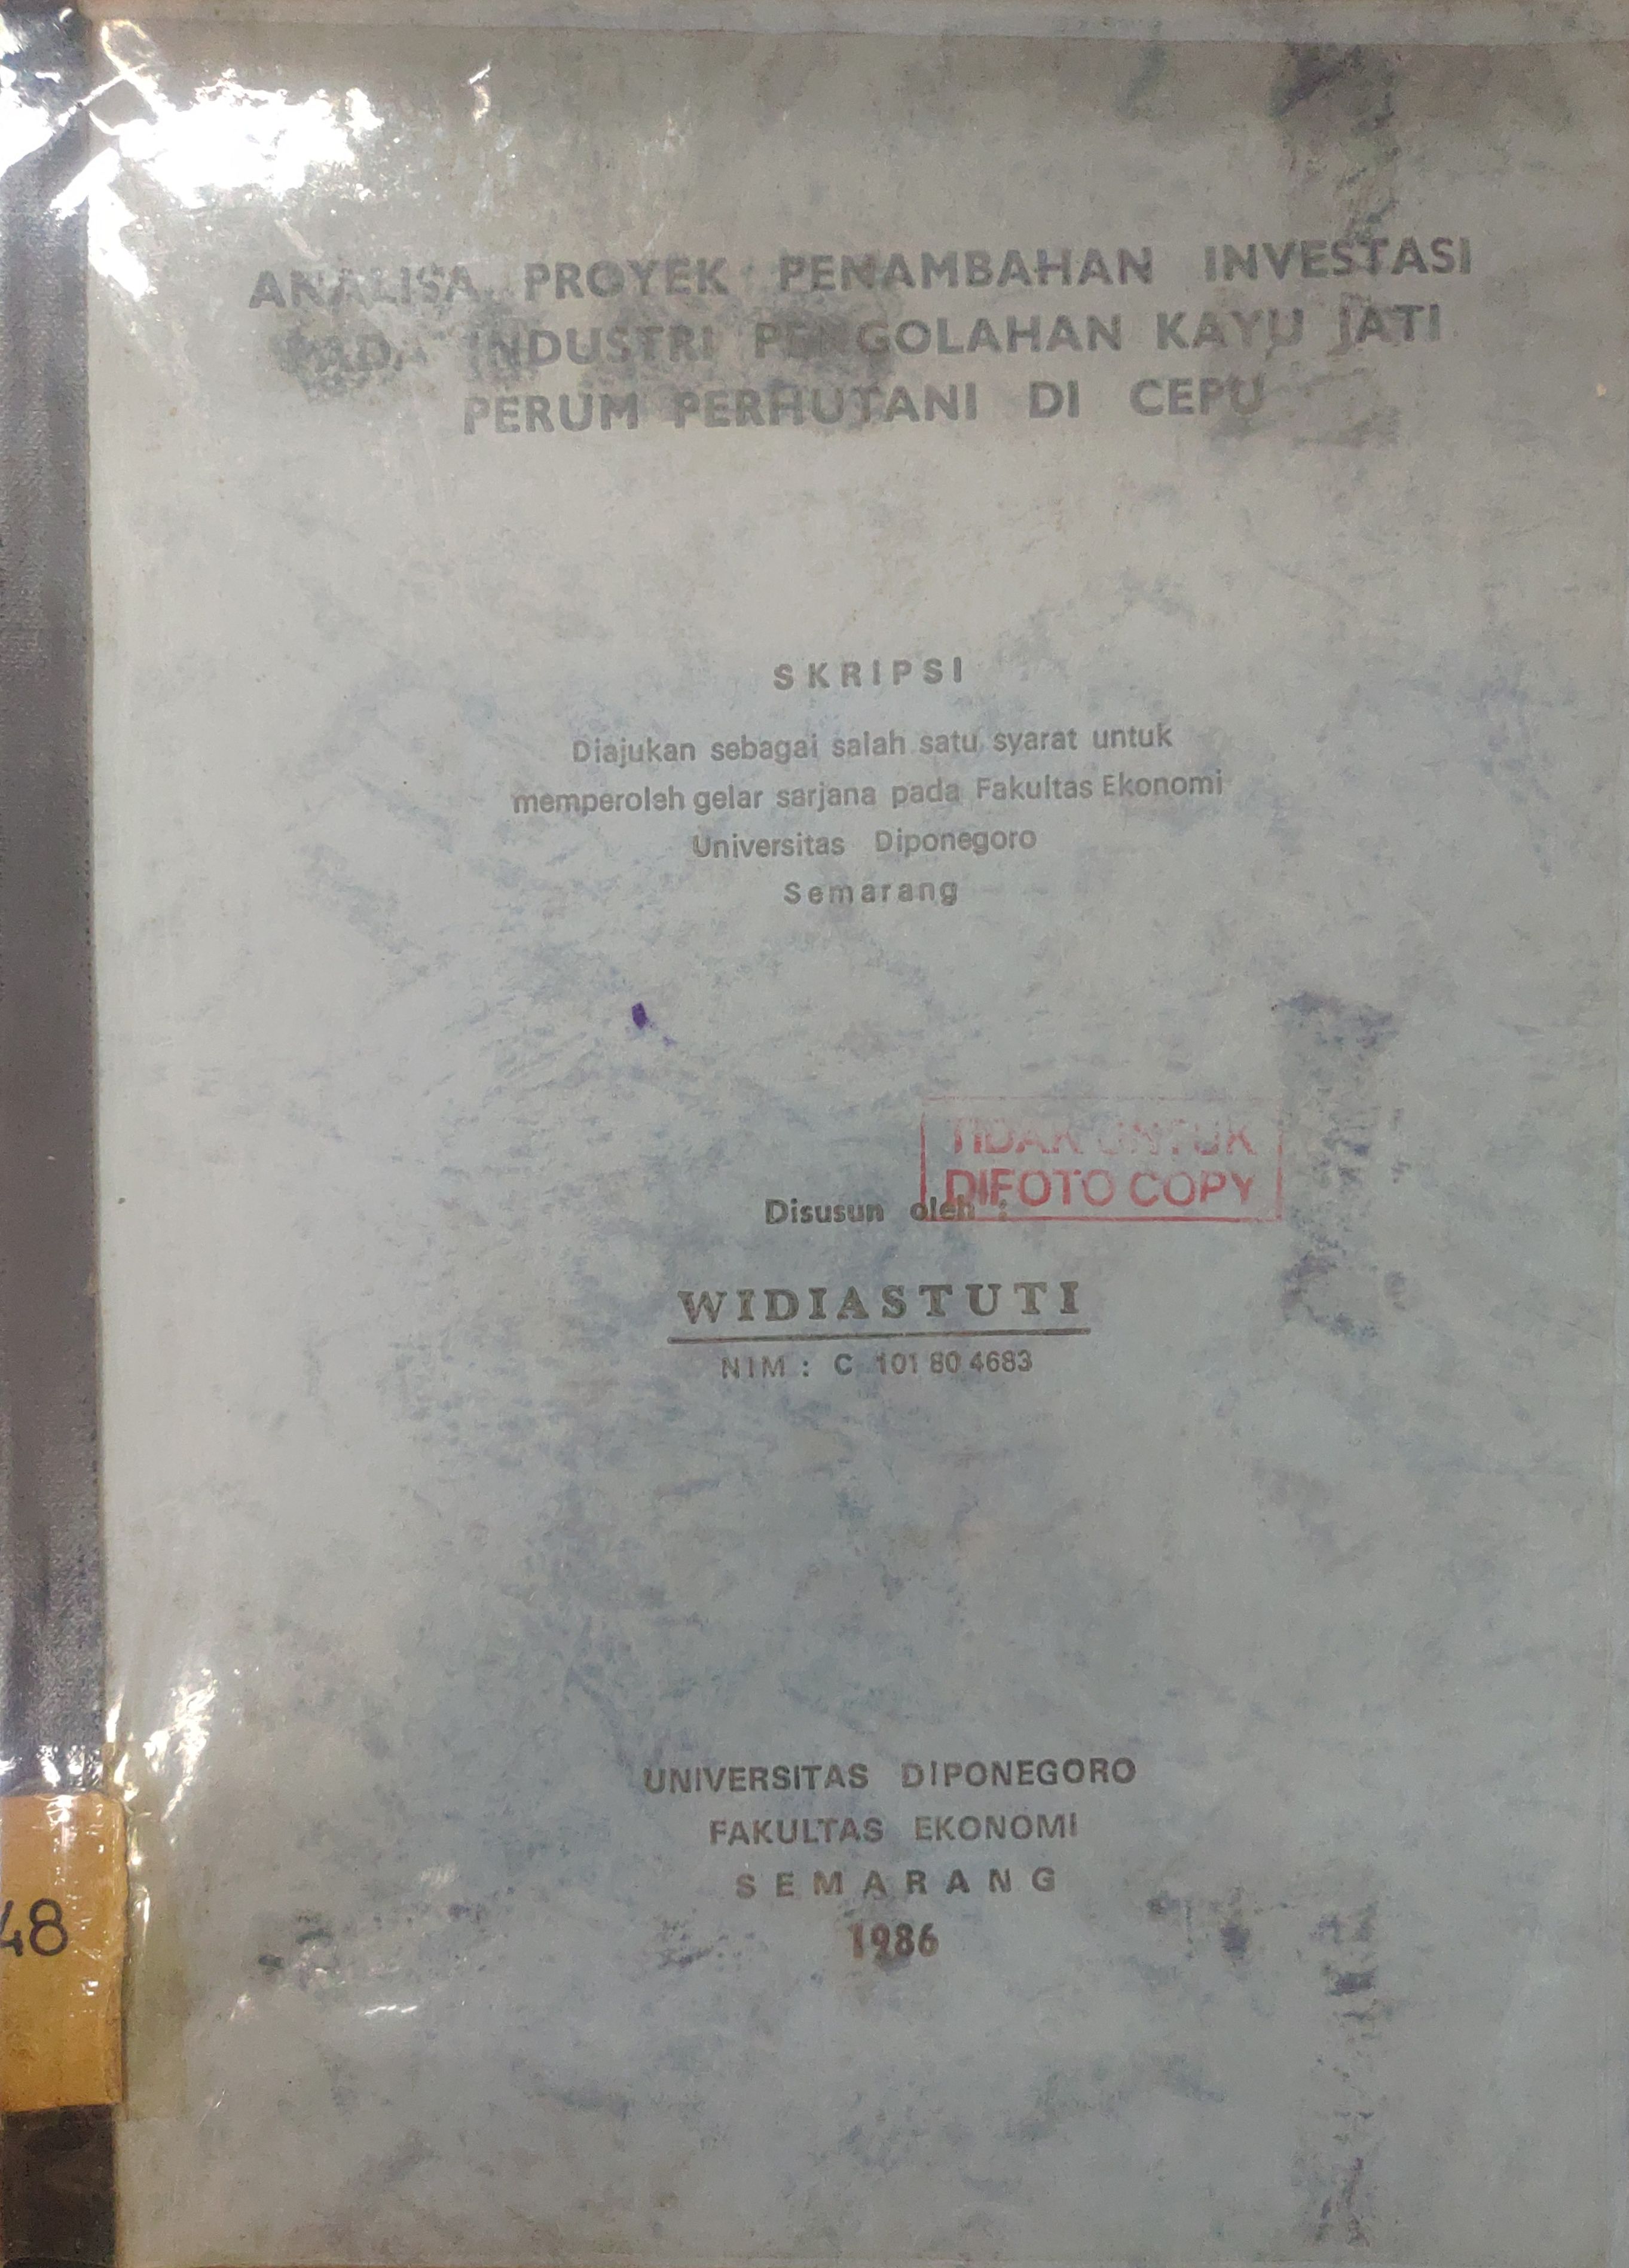 ANALISA PROYEK PENAMBAHAN INVESTASI
PADA INDUSTRI PENGOLAHAN KAYU JATI
PERUM PERHUTANI DI CEPU
SKRIPSI
Diajukan sebagai salah satu syarat untuk
memperoleh gelar sarjana pada Fakultas Ekonomi
Universitas Diponegoro
Semarang
TIDAK UNTUK
DIFOTO COPY
Disusun oleh :
WIDIASTUTI
NIM : C 101 80 4683
UNIVERSITAS DIPONEGORO
FAKULTAS EKONOMI
SEMARANG
1986
48